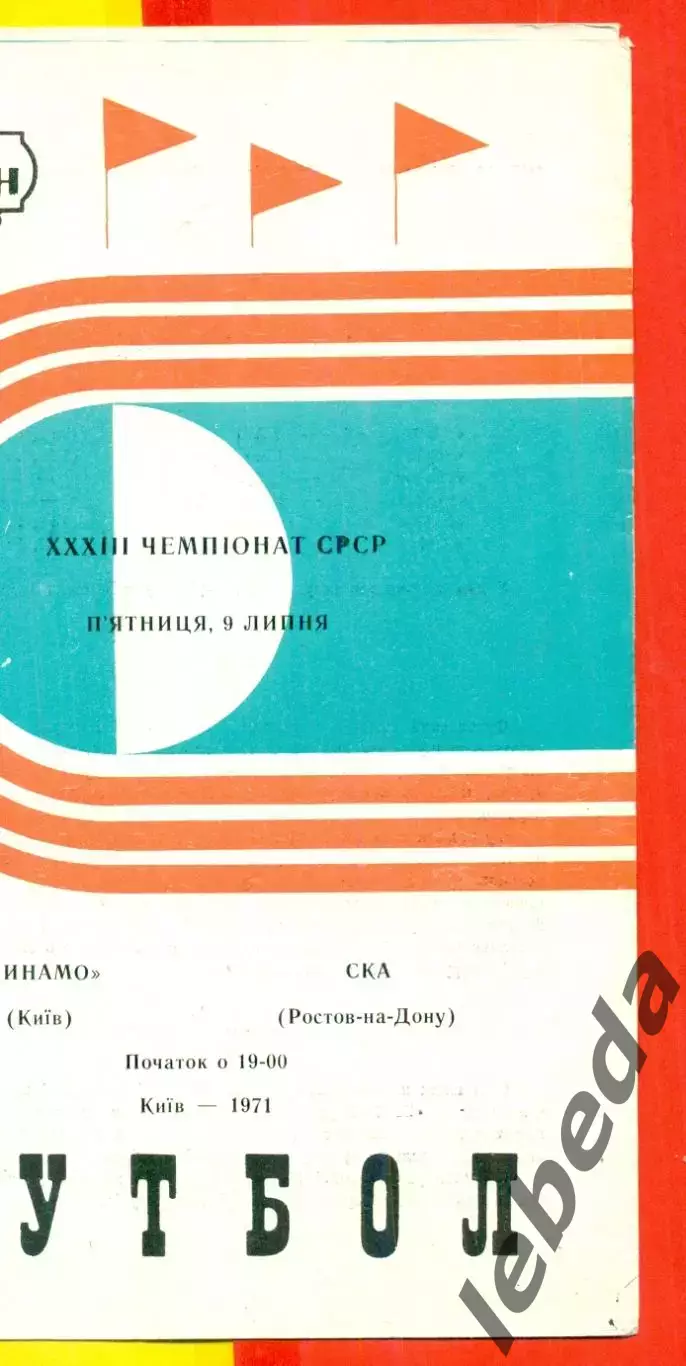 Н
XXXIII ЧЕМПІОНАТ СРСР
П'ЯТНИЦЯ, 9 ЛИПНЯ
ИНАМО» СКА
(Київ) (Ростов-на-Дону)
Початок о 19-00
Київ — 1971
УТБОЛ
lebeda